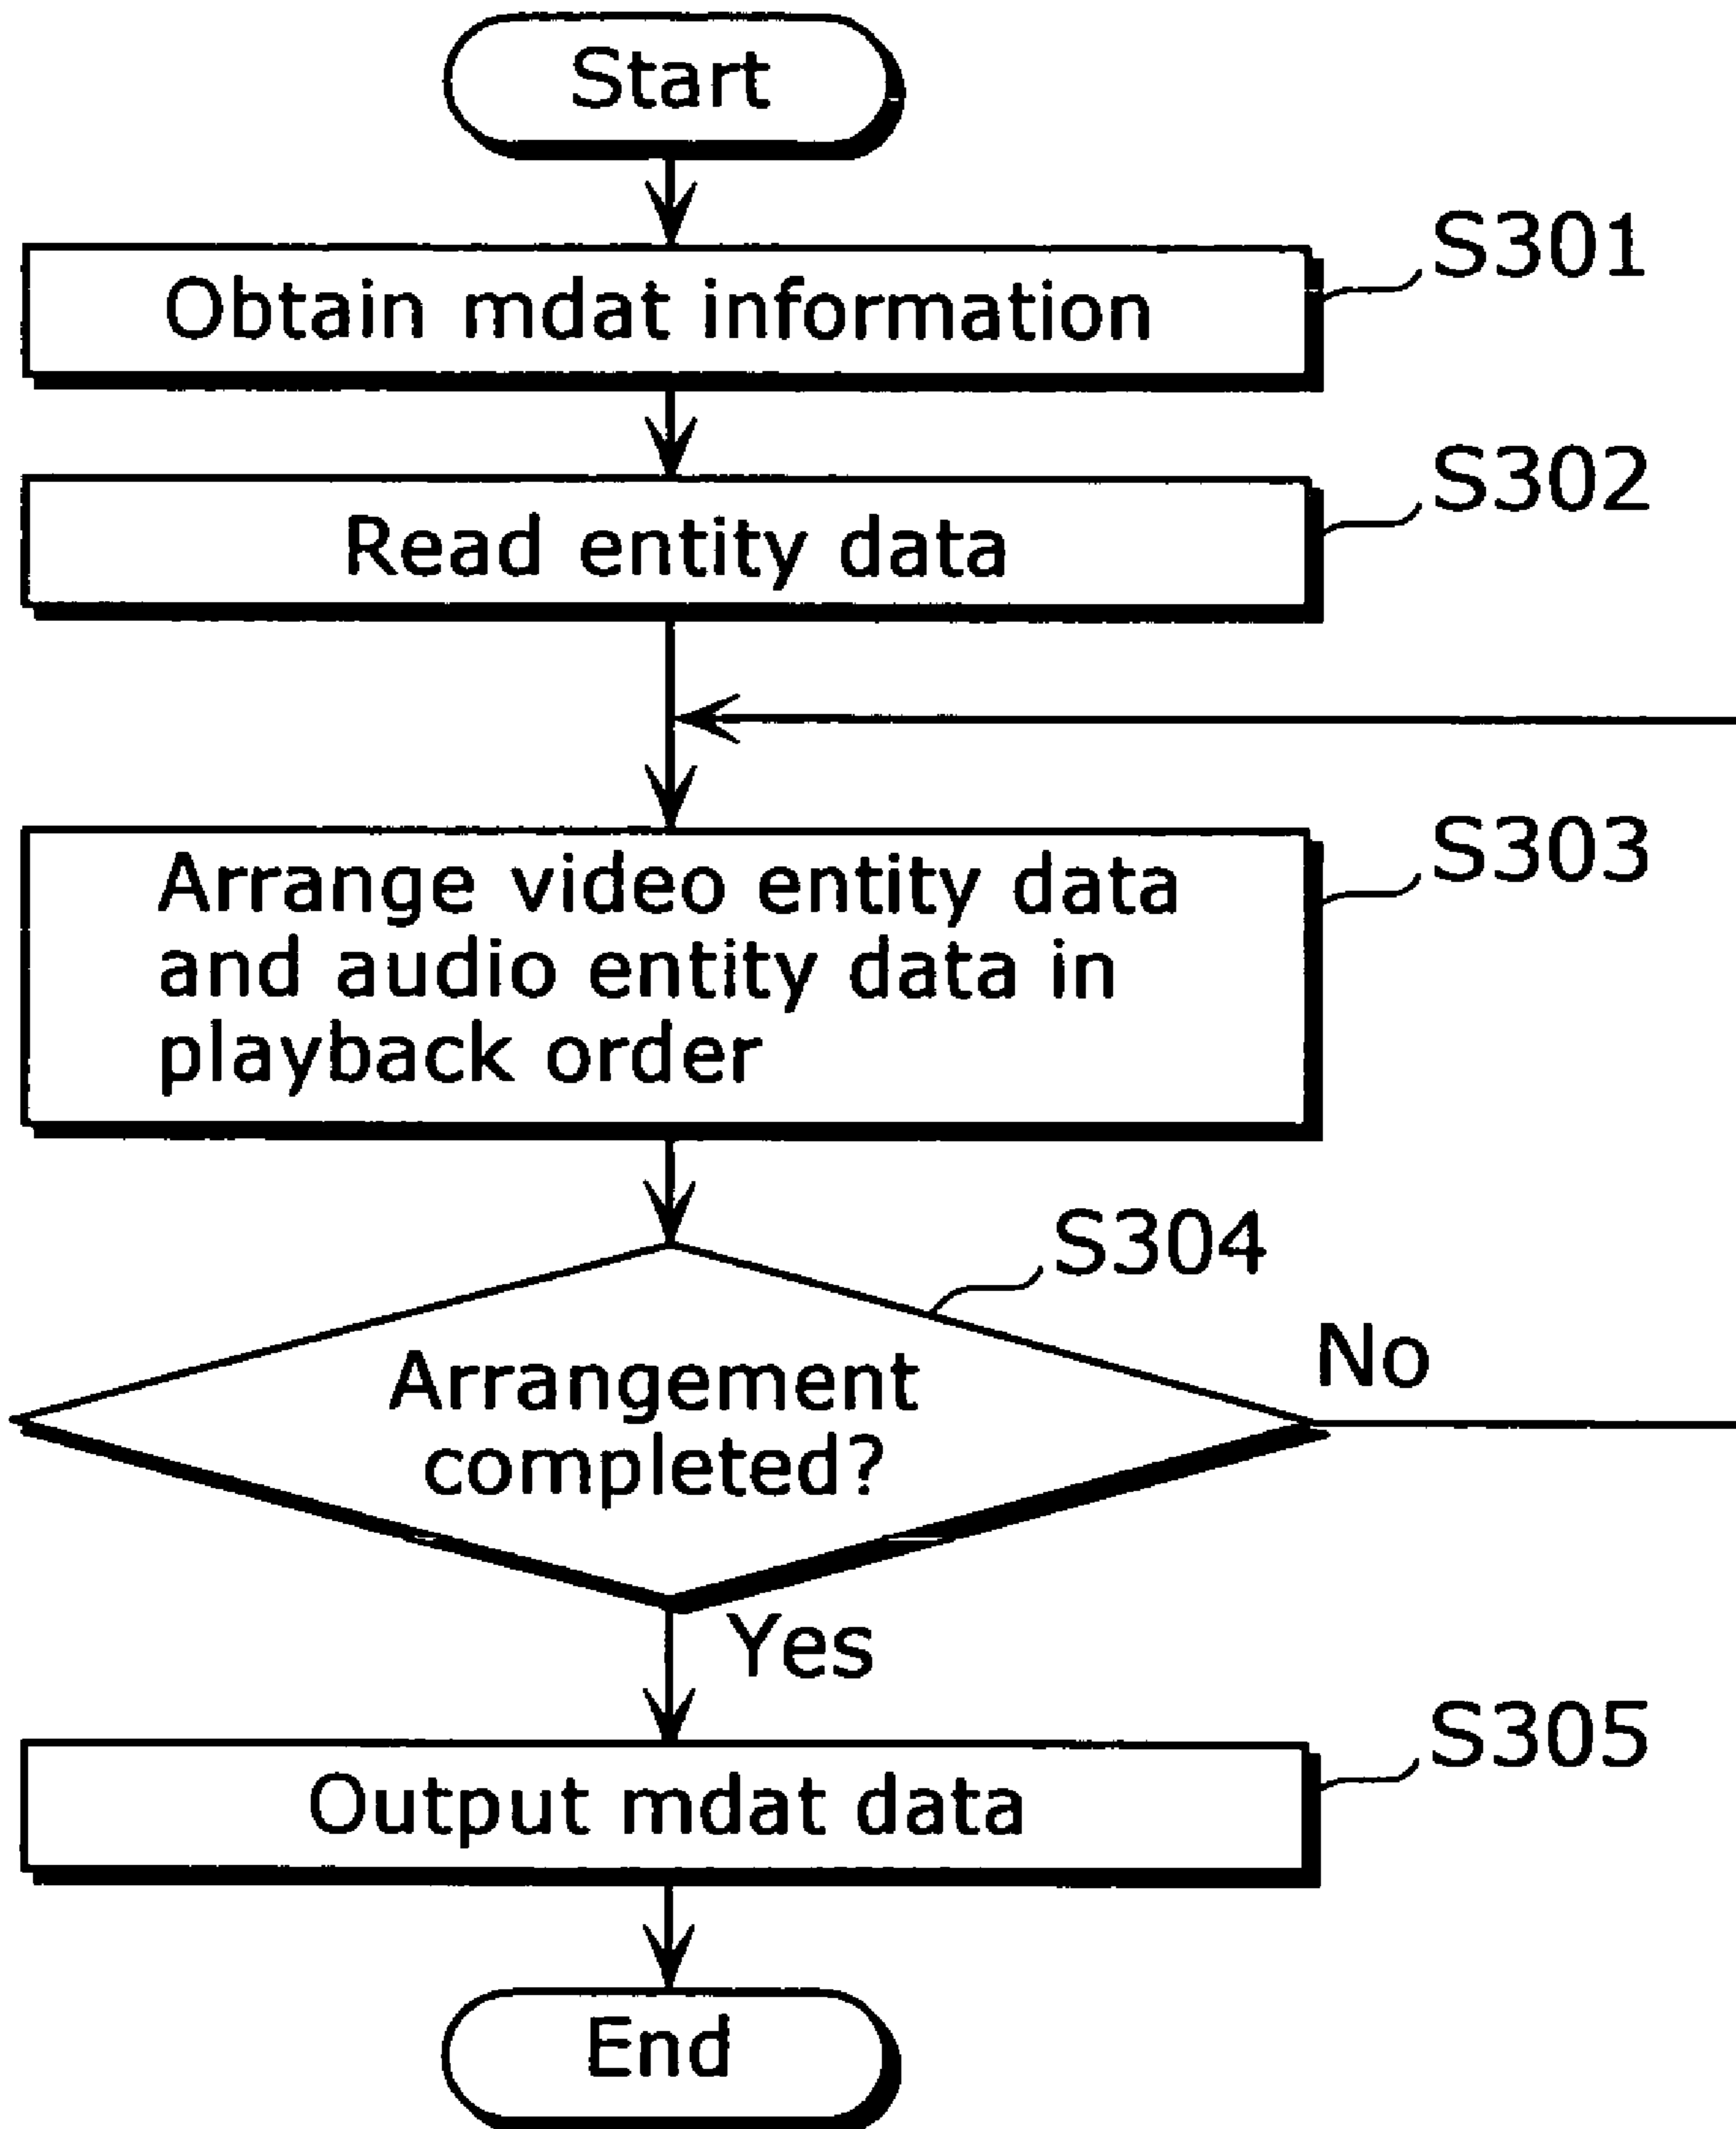 Start
S301
Obtain mdat information
S302
Read entity data
S303
Arrange video entity data
and audio entity data in
playback order
S304
Arrangement
completed?
No
Yes
S305
Output mdat data
End